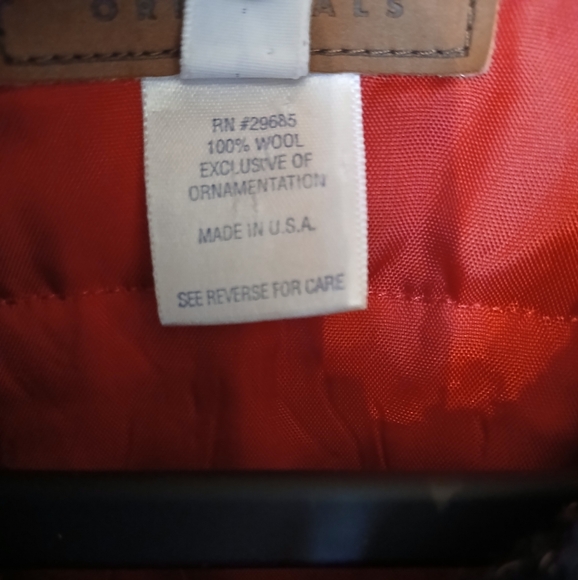 RN #29685
100% WOOL
EXCLUSIVE OF
ORNAMENTATION
MADE IN U.S.A.
SEE REVERSE FOR CARE